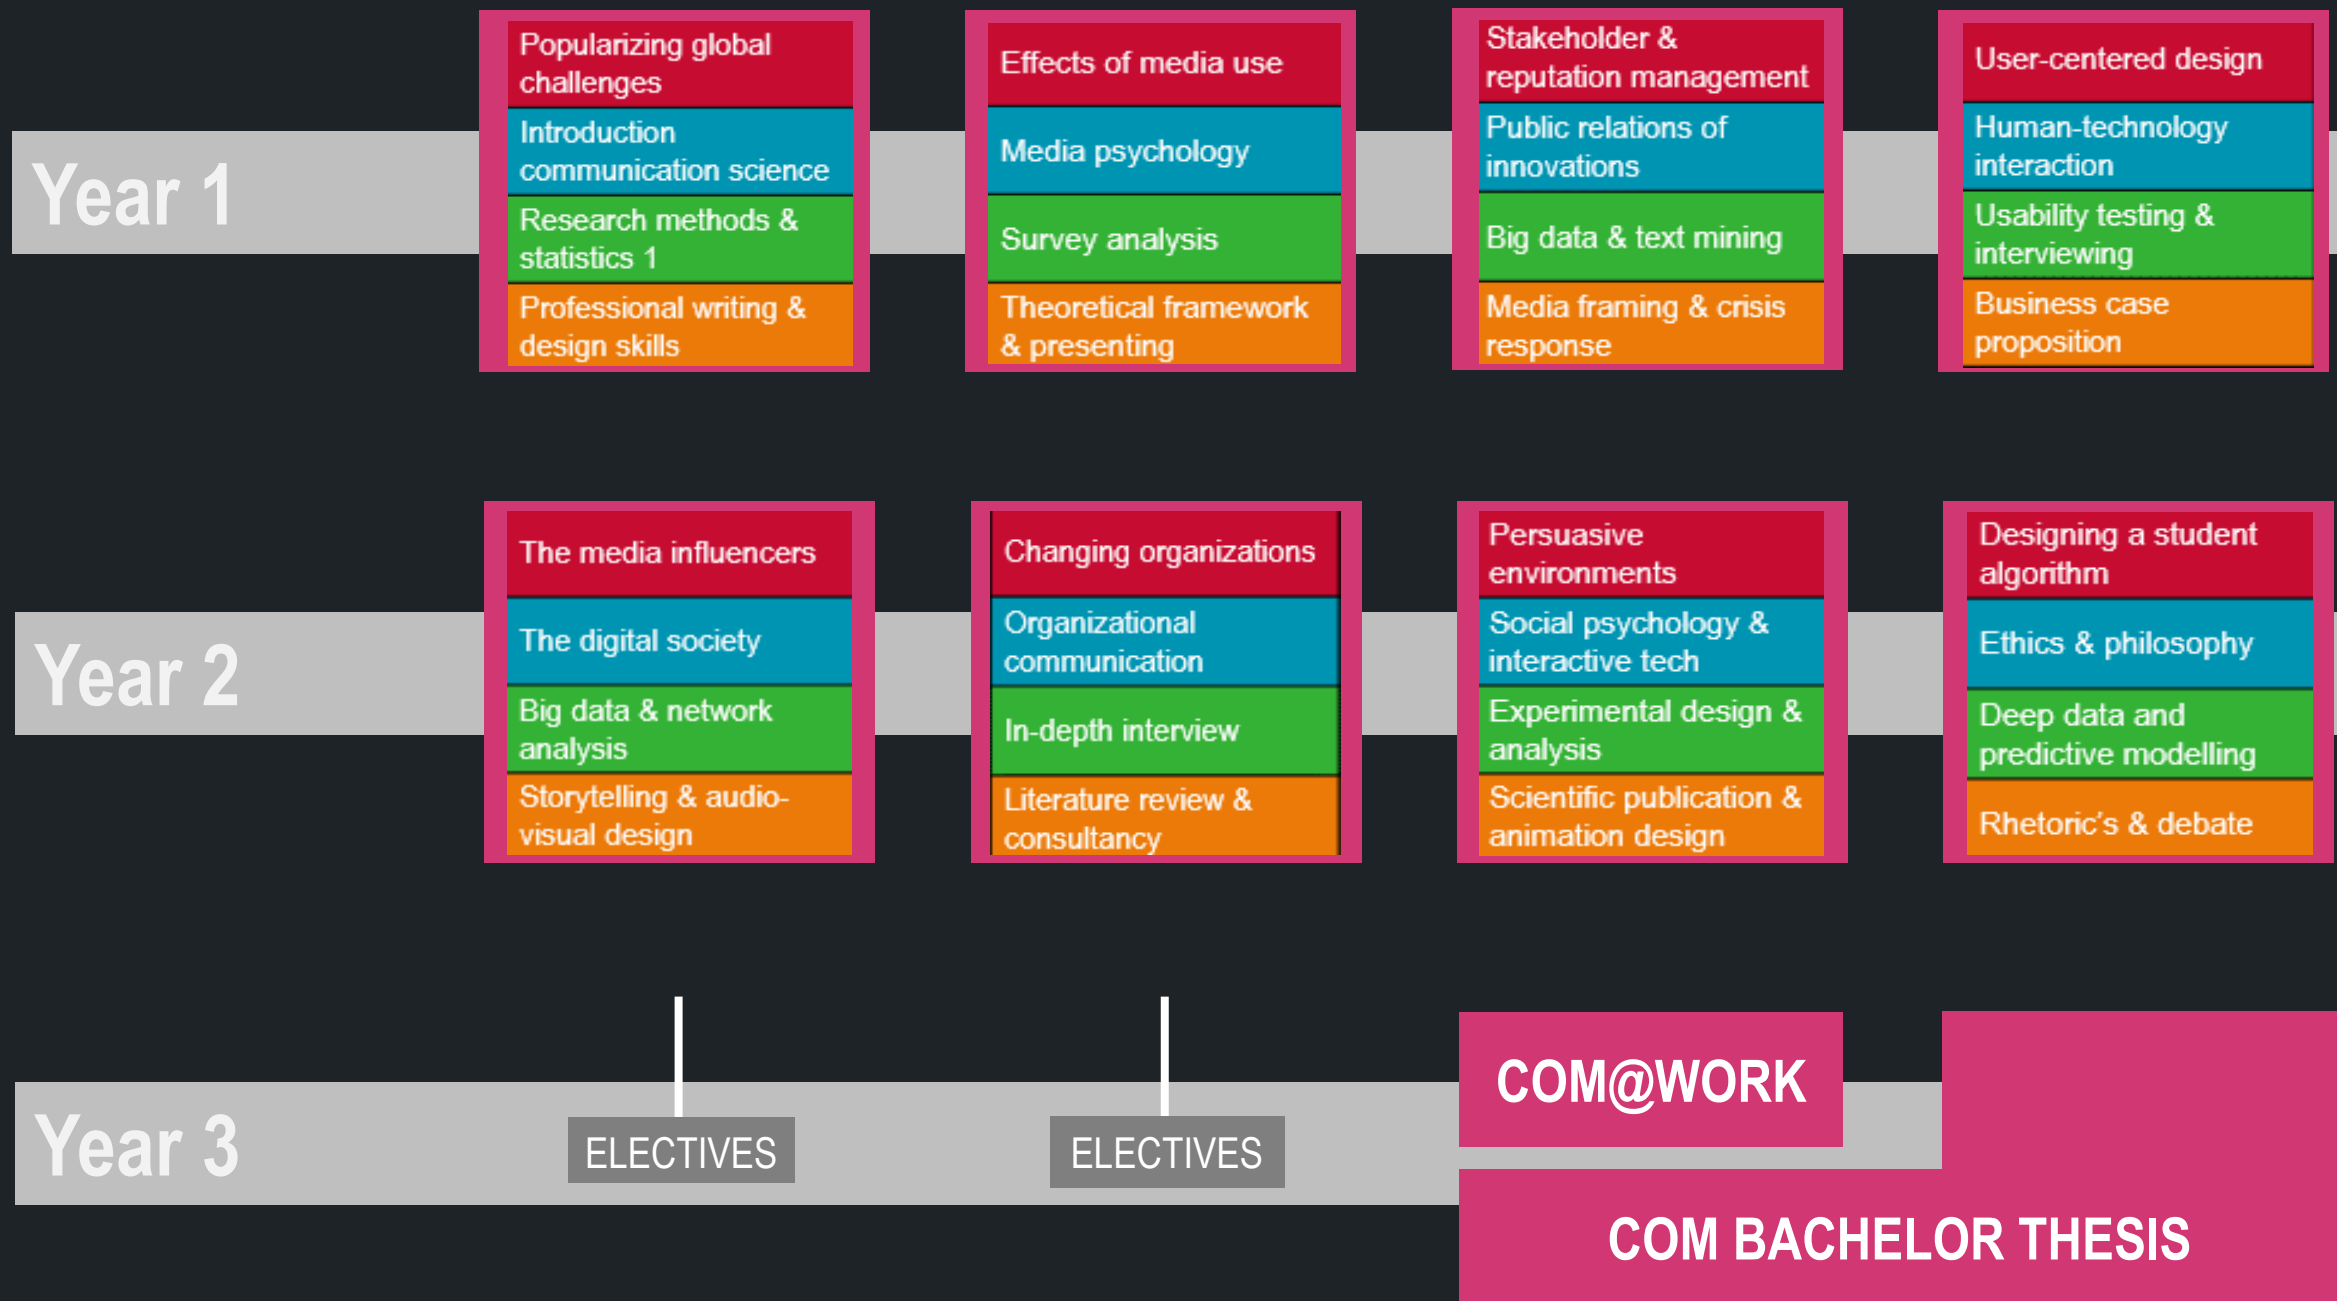 Year 1
Popularizing global
challenges
Introduction
communication science
Research methods &
statistics 1
Professional writing &
design skills
Effects of media use
Media psychology
Survey analysis
Theoretical framework
& presenting
Stakeholder &
reputation management
Public relations of
innovations
Big data & text mining
Media framing & crisis
response
User-centered design
Human-technology
interaction
Usability testing &
interviewing
Business case
proposition
Year 2
The media influencers
The digital society
Big data & network
analysis
Storytelling & audio-
visual design
Changing organizations
Organizational
communication
In-depth interview
Literature review &
consultancy
Persuasive
environments
Social psychology &
interactive tech
Experimental design &
analysis
Scientific publication &
animation design
Designing a student
algorithm
Ethics & philosophy
Deep data and
predictive modelling
Rhetoric's & debate
Year 3
ELECTIVES
ELECTIVES
COM@WORK
COM BACHELOR THESIS